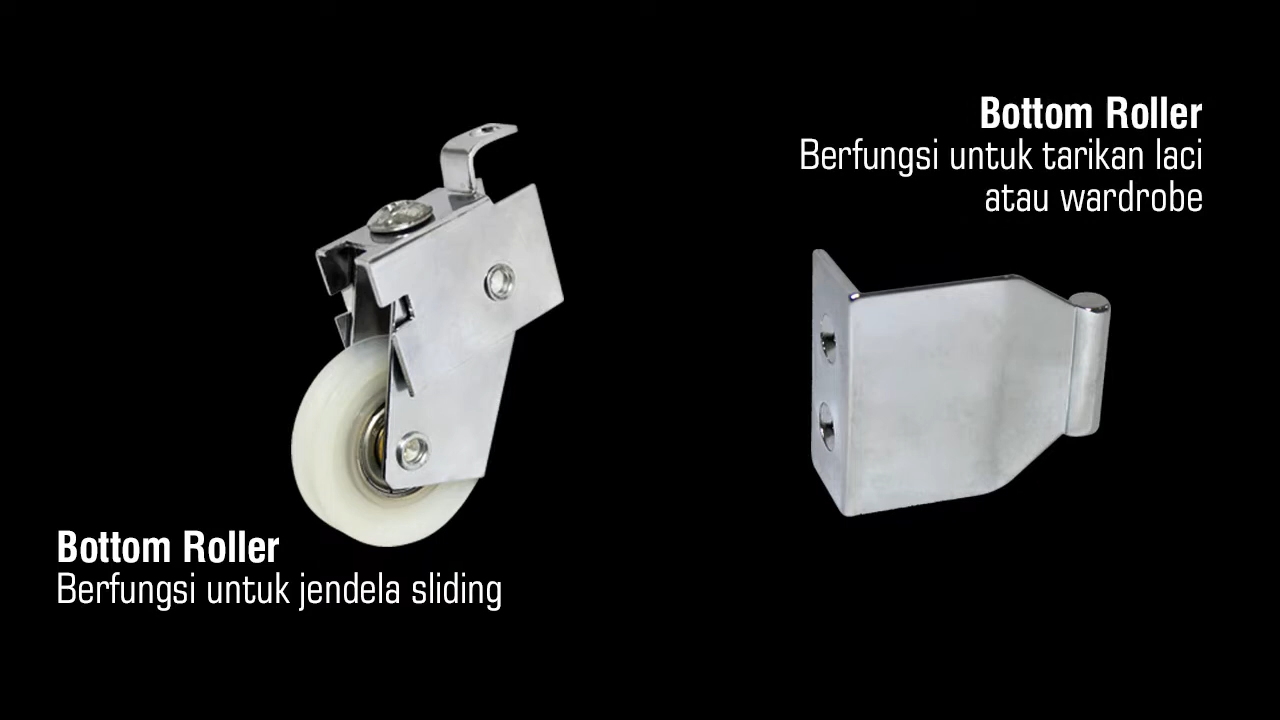 Bottom Roller
Berfungsi untuk tarikan laci
atau wardrobe
Bottom Roller
Berfungsi untuk jendela sliding